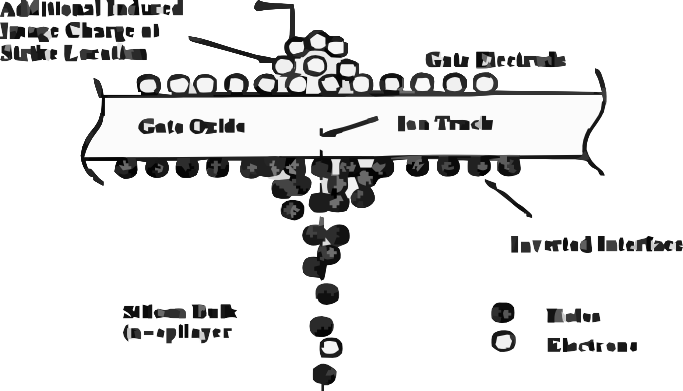 Additional Induced
Image Charge at
Strike Location
Gate Electrode
Gate Oxide
Ion Track
Inverted Interface
Silicon Bulk
(n-epilayer
Holes
Electrons